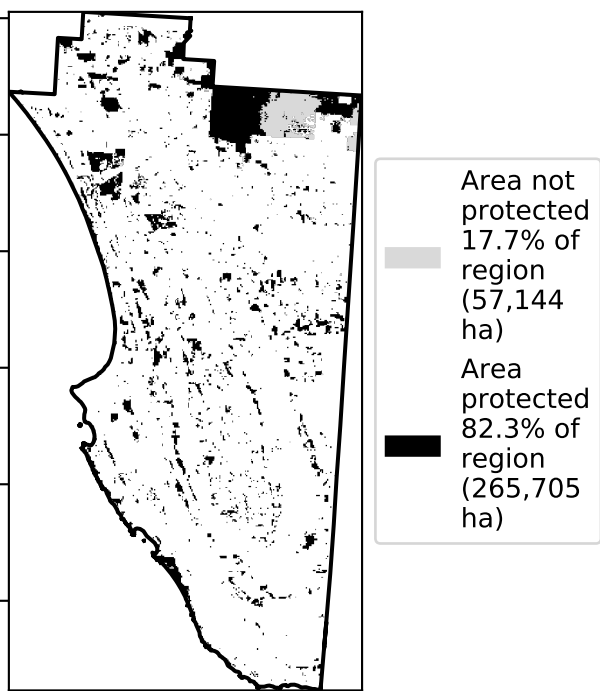 Area not
protected
17.7% of
region
(57,144
ha)
Area
protected
82.3% of
region
(265,705
ha)